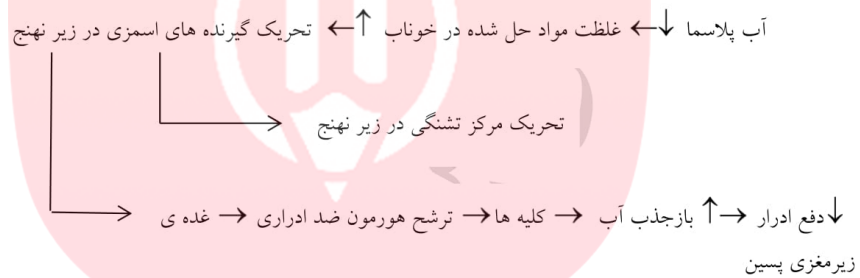 آب پلاسما ↓← غلظت مواد حل شده در خوناب ↑← تحریک گیرنده های اسمزی در زیر نهنج
تحریک مرکز تشنگی در زیر نهنج
↓دفع ادرار →↑ بازجذب آب → کلیه ها→ ترشح هورمون ضد ادراری → غده ی
زیرمغزی پسین